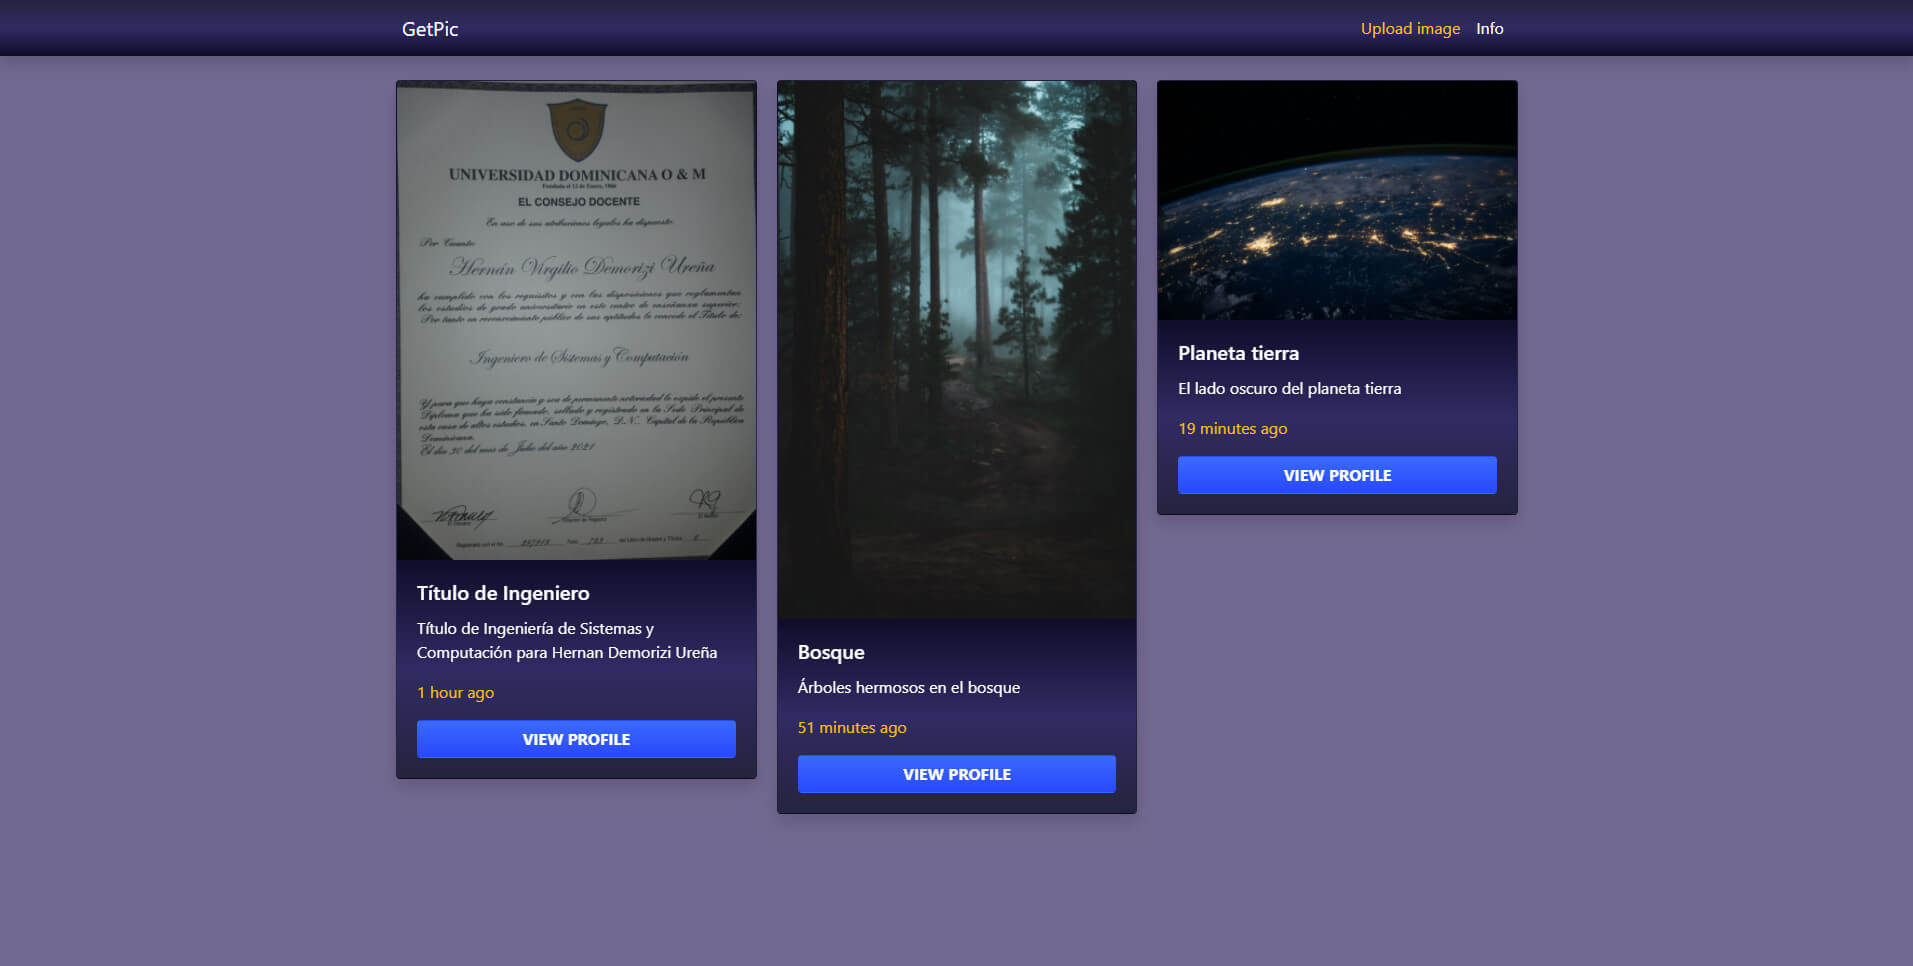 GetPic
Upload image
Info
UNIVERSIDAD DOMINICANA O & M
Fundada el 12 de Enero, 1966
EL CONSEJO DOCENTE
En uso de sus atribuciones legales ha dispuesto
Por Cuanto
Hernán Virgilio Demorizi Ureña
ha cumplido con los requisitos y con las disposiciones que reglamentan
los estudios de grado universitario en este centro de enseñanza superior;
Por tanto en reconocimiento público de sus aptitudes le concede el Título de:
Ingeniero de Sistemas y Computación
Y para que haya constancia y sea de permanente notoriedad le expide el presente
Diploma que ha sido firmado, sellado y registrado en la Sede Principal de
esta casa de altos estudios, en Santo Domingo, D.N., Capital de la República
Dominicana.
El día 30 del mes de Julio del año 2021
Título de Ingeniero
Título de Ingeniería de Sistemas y
Computación para Hernan Demorizi Ureña
1 hour ago
VIEW PROFILE
Bosque
Árboles hermosos en el bosque
51 minutes ago
VIEW PROFILE
Planeta tierra
El lado oscuro del planeta tierra
19 minutes ago
VIEW PROFILE